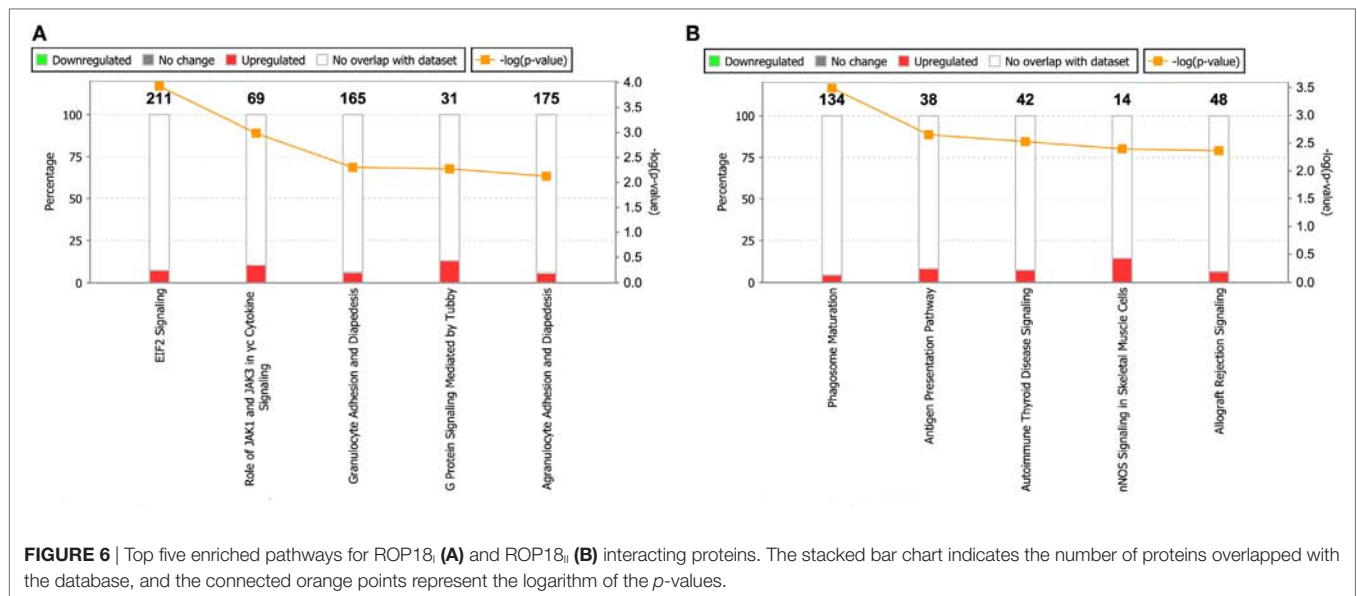 A
Downregulated No change Upregulated No overlap with dataset -log(p-value)
211 69 165 31 175
100
75
50
25
0
Percentage
4.0
3.5
3.0
2.5
2.0
1.5
1.0
0.5
0.0
-log(p-value)
EIF2 Signaling
Role of JAK1 and JAK3 in γc Cytokine
Signaling
Granulocyte Adhesion and Diapedesis
G Protein Signaling Mediated by Tubby
Agranulocyte Adhesion and Diapedesis
B
Downregulated No change Upregulated No overlap with dataset -log(p-value)
134 38 42 14 48
100
75
50
25
0
Percentage
3.5
3.0
2.5
2.0
1.5
1.0
0.5
0.0
-log(p-value)
Phagosome Maturation
Antigen Presentation Pathway
Autoimmune Thyroid Disease Signaling
nNOS Signaling in Skeletal Muscle Cells
Allograft Rejection Signaling
FIGURE 6 | Top five enriched pathways for ROP18I (A) and ROP18II (B) interacting proteins. The stacked bar chart indicates the number of proteins overlapped with
the database, and the connected orange points represent the logarithm of the p-values.